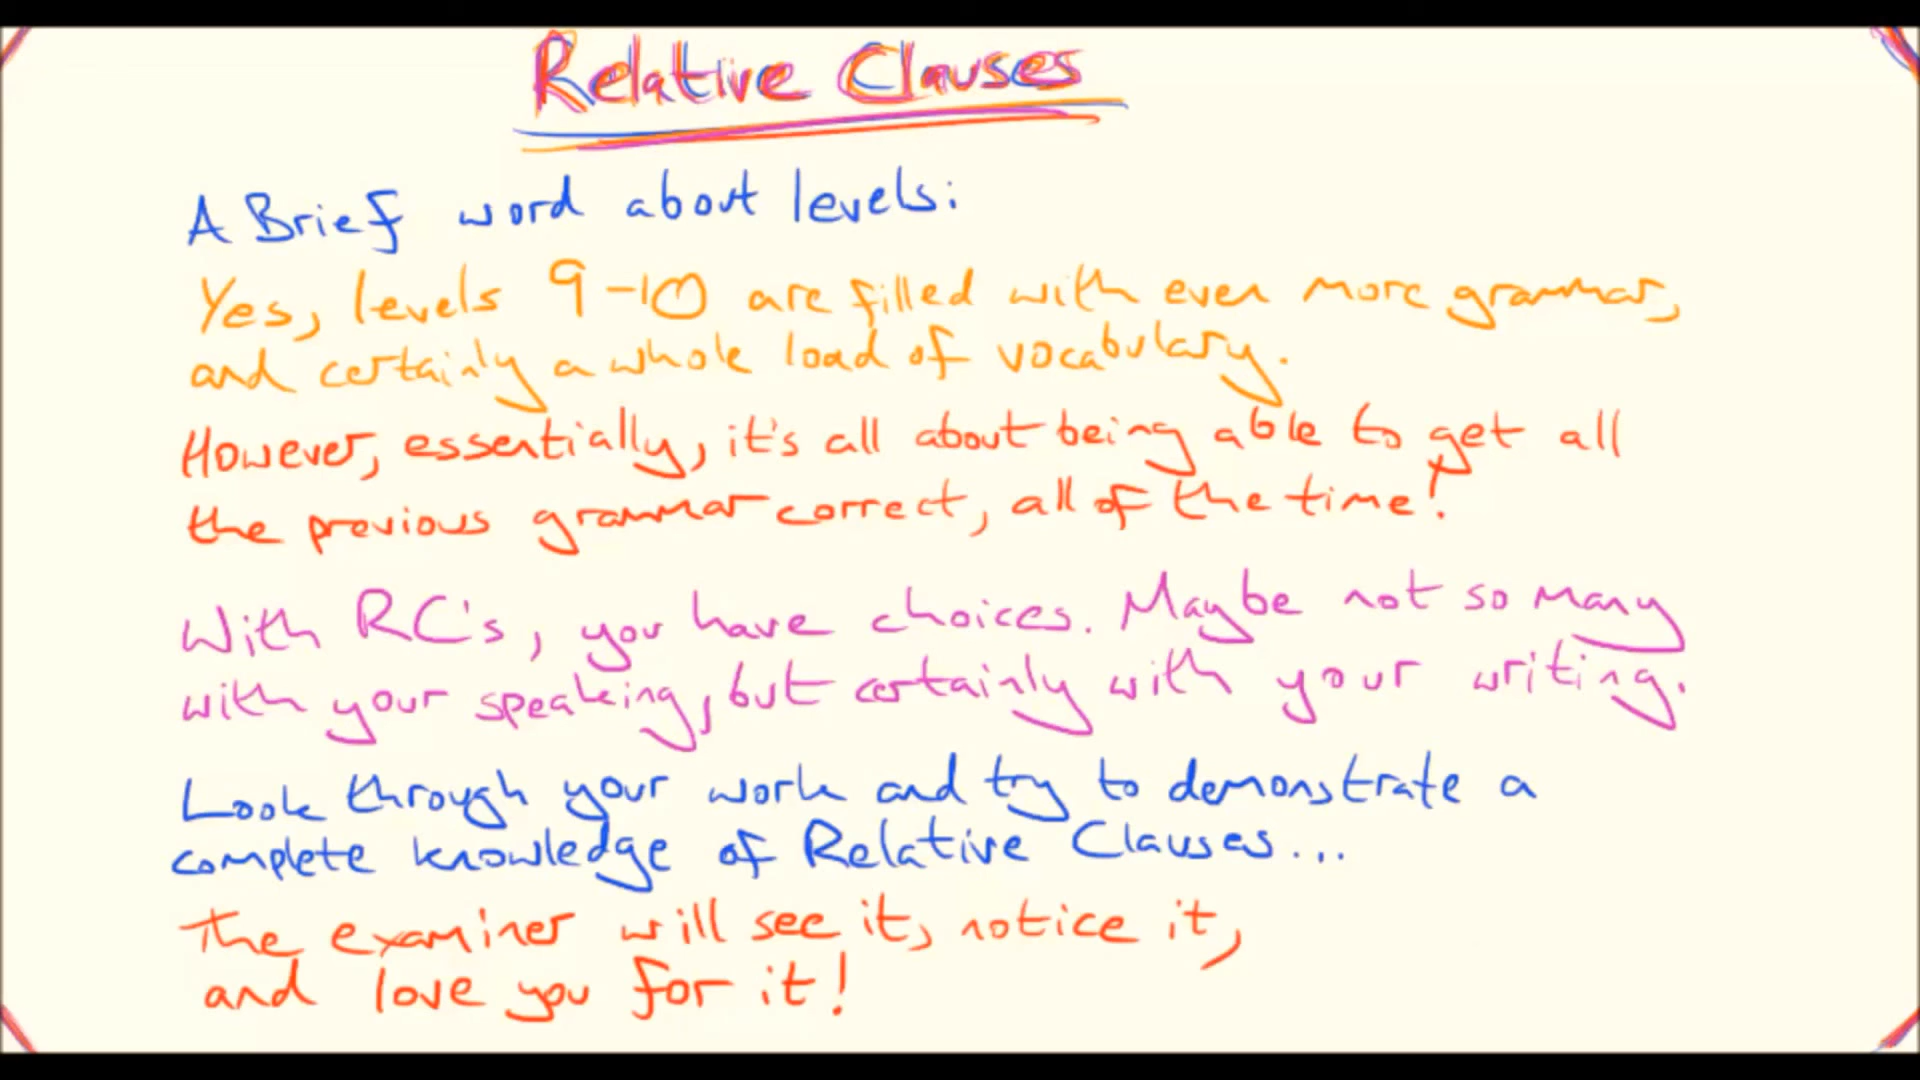 Relative Clauses
A Brief word about levels:
Yes, levels 9-10 are filled with even more grammar,
and certainly a whole load of vocabulary.
However, essentially, it's all about being able to get all
the previous grammar correct, all of the time!
With RC's, you have choices. Maybe not so many
with your speaking, but certainly with your writing.
Look through your work and try to demonstrate a
complete knowledge of Relative Clauses...
The examiner will see it, notice it,
and love you for it!